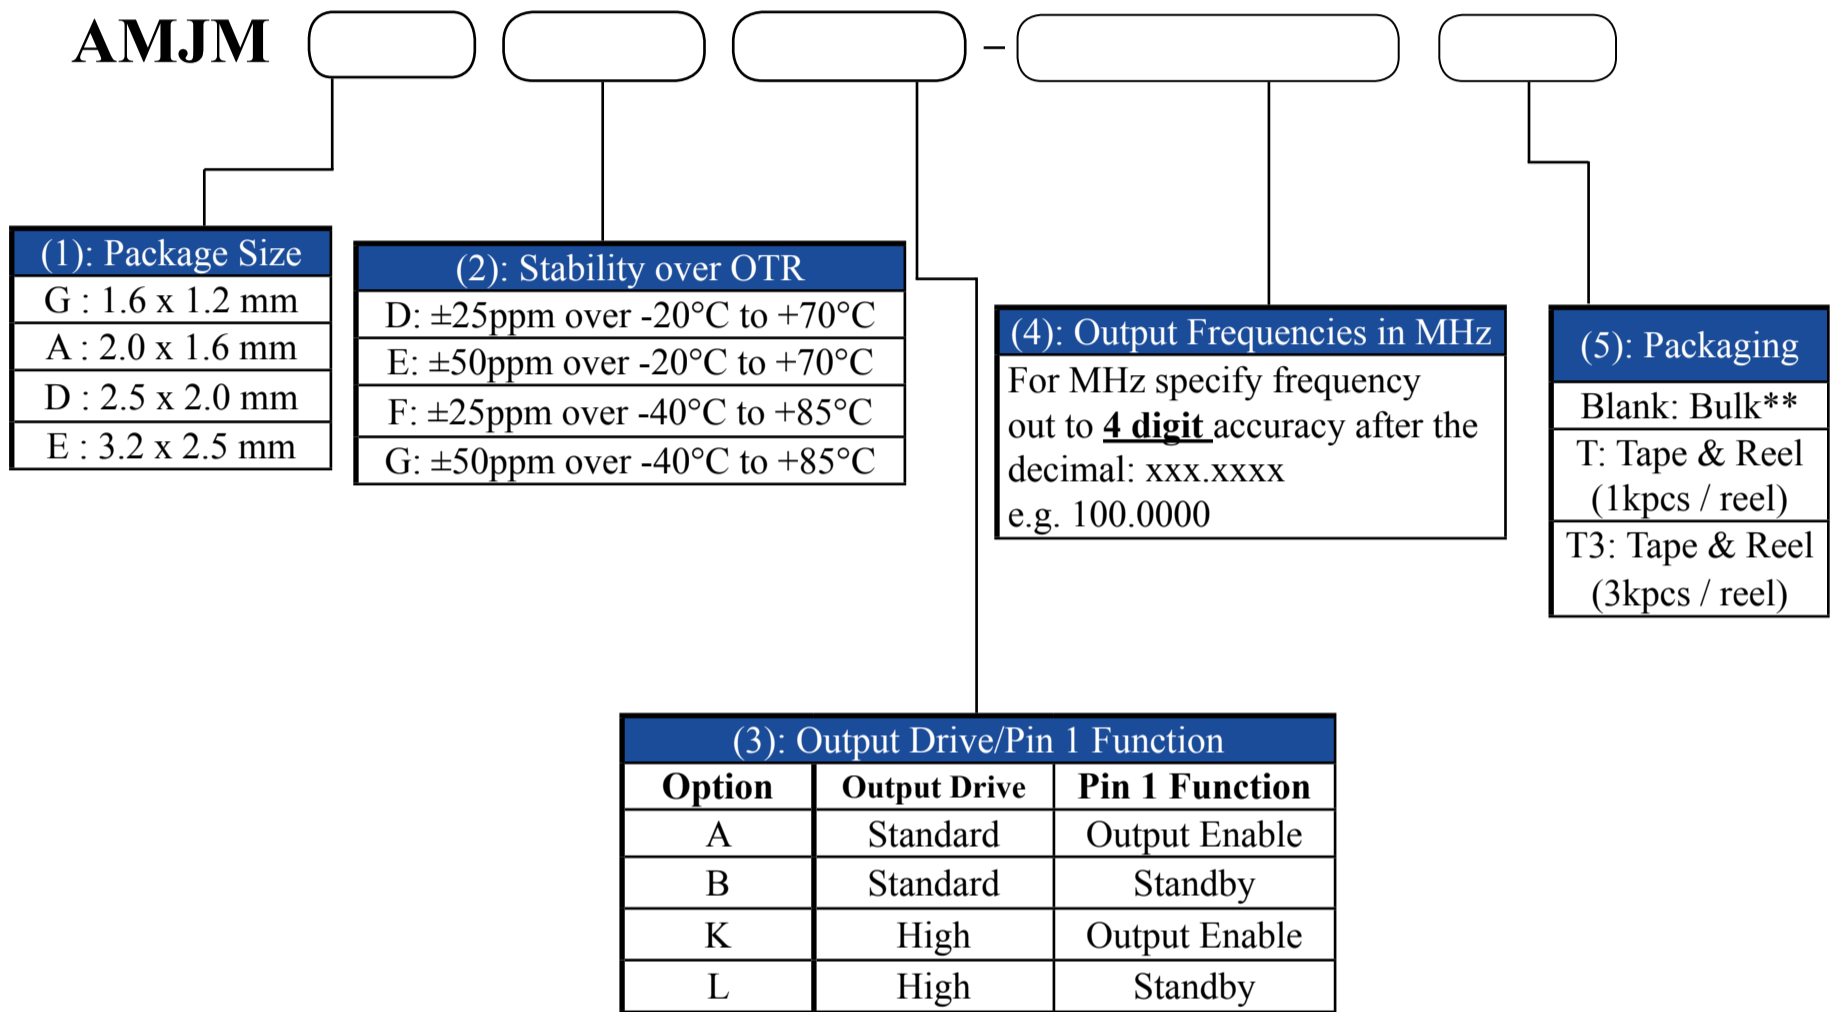 AMJM –
(1): Package Size
G : 1.6 x 1.2 mm
A : 2.0 x 1.6 mm
D : 2.5 x 2.0 mm
E : 3.2 x 2.5 mm
(2): Stability over OTR
D: ±25ppm over -20°C to +70°C
E: ±50ppm over -20°C to +70°C
F: ±25ppm over -40°C to +85°C
G: ±50ppm over -40°C to +85°C
(4): Output Frequencies in MHz
For MHz specify frequency
out to 4 digit accuracy after the
decimal: xxx.xxxx
e.g. 100.0000
(5): Packaging
Blank: Bulk**
T: Tape & Reel
(1kpcs / reel)
T3: Tape & Reel
(3kpcs / reel)
(3): Output Drive/Pin 1 Function
Option Output Drive Pin 1 Function
A Standard Output Enable
B Standard Standby
K High Output Enable
L High Standby